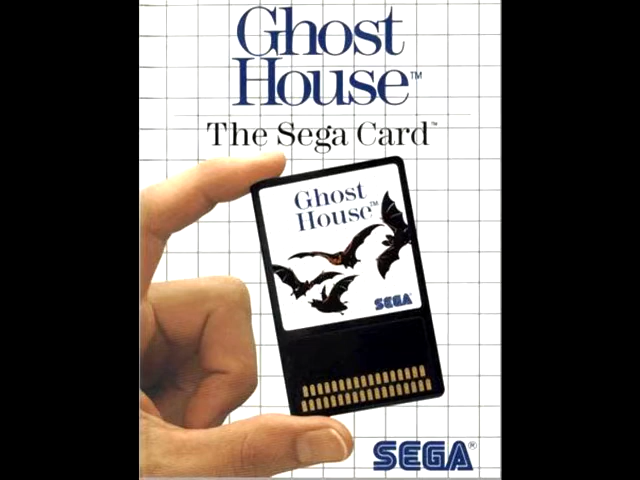 Ghost
House™
The Sega Card™
Ghost
House™
SEGA
SEGA®